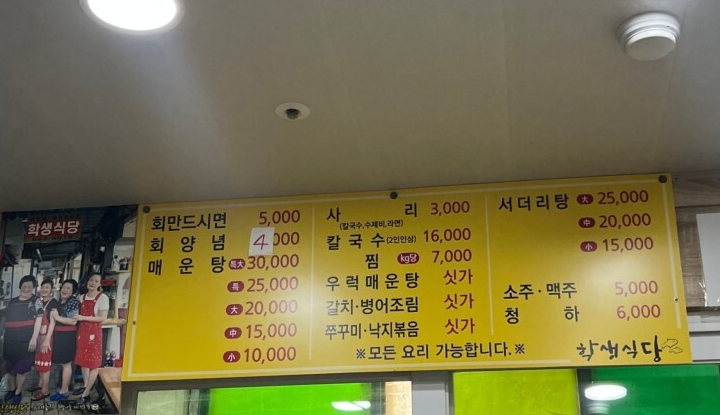 학생식당
회만드시면 5,000
회 양념 4,000
매 운 탕 특大 30,000
특 25,000
大 20,000
中 15,000
小 10,000
사 리 3,000
(칼국수,수제비,라면)
칼 국 수 (2인이상) 16,000
찜 kg당 7,000
우럭매운탕 싯가
갈치·병어조림 싯가
쭈꾸미·낙지볶음 싯가
※모든 요리 가능합니다.※
서더리탕 大 25,000
中 20,000
小 15,000
소주·맥주 5,000
청 하 6,000
학생식당